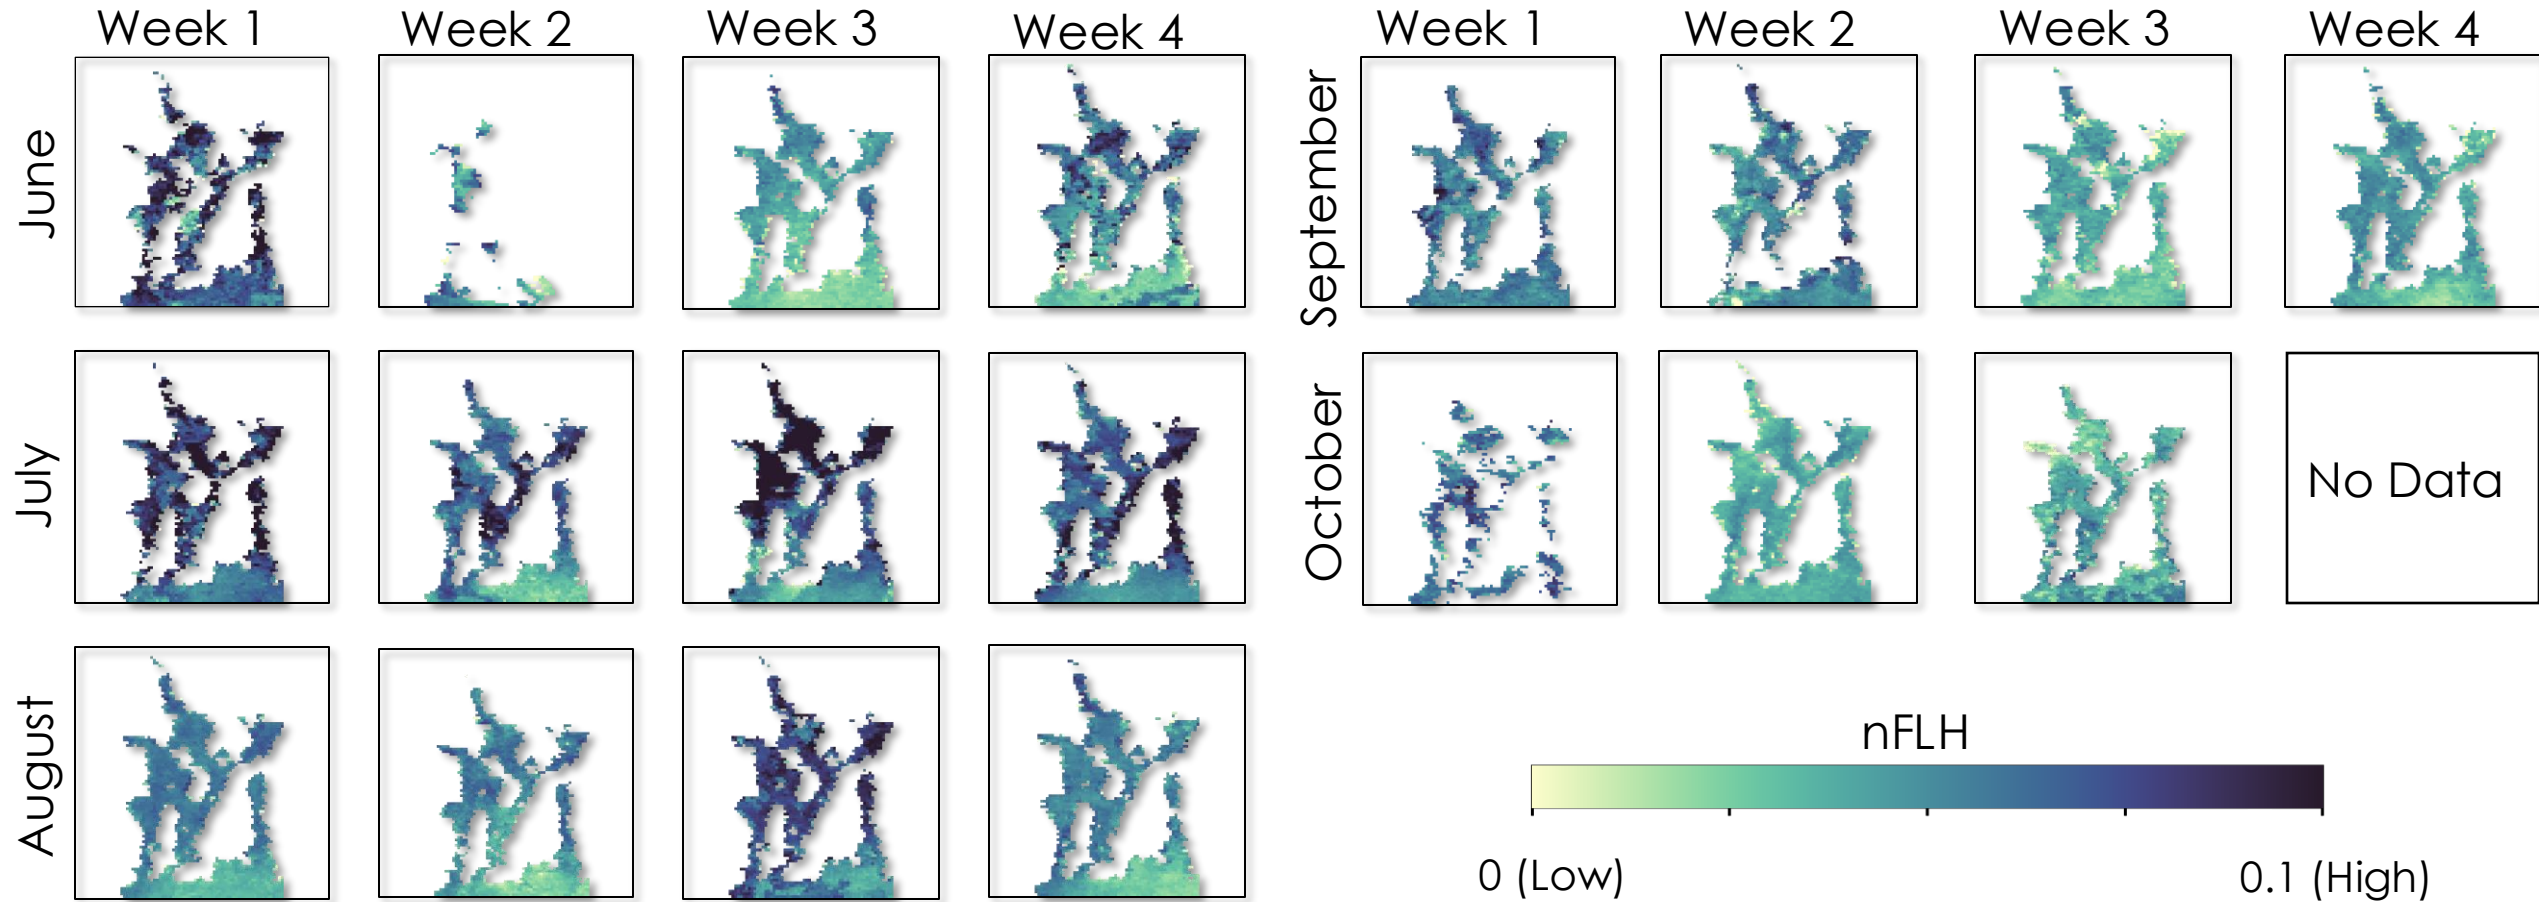 Week 1 Week 2 Week 3 Week 4 Week 1 Week 2 Week 3 Week 4
June
September
July
October
No Data
August
nFLH
0 (Low) 0.1 (High)